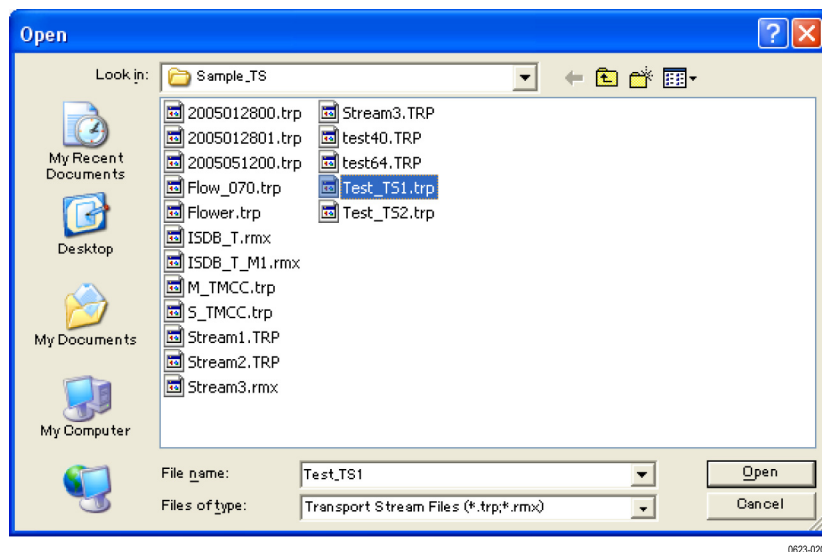 Open
Look in: Sample_TS
My Recent Documents
Desktop
My Documents
My Computer
2005012800.trp
2005012801.trp
2005051200.trp
Flow_070.trp
Flower.trp
ISDB_T.rmx
ISDB_T_M1.rmx
M_TMCC.trp
S_TMCC.trp
Stream1.TRP
Stream2.TRP
Stream3.rmx
Stream3.TRP
test40.TRP
test64.TRP
Test_TS1.trp
Test_TS2.trp
File name: Test_TS1 Open
Files of type: Transport Stream Files (*.trp;*.rmx) Cancel